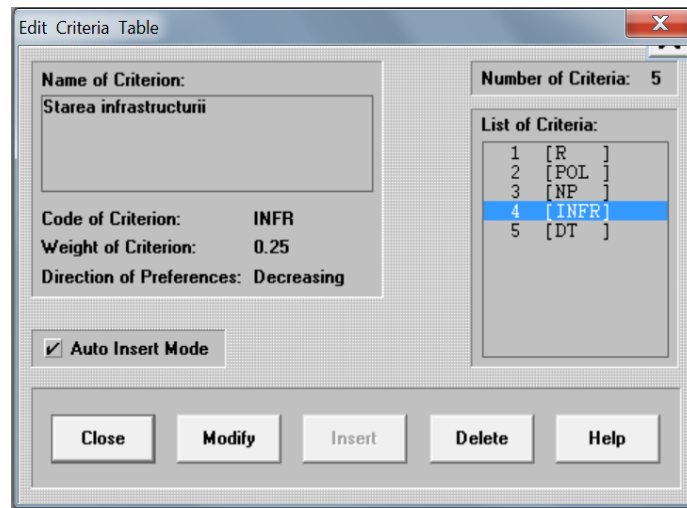 Edit Criteria Table
X
Name of Criterion:
Starea infrastructurii
Code of Criterion: INFR
Weight of Criterion: 0.25
Direction of Preferences: Decreasing
Number of Criteria: 5
List of Criteria:
1 [R ]
2 [POL ]
3 [NP ]
4 [INFR]
5 [DT ]
✓ Auto Insert Mode
Close Modify Insert Delete Help